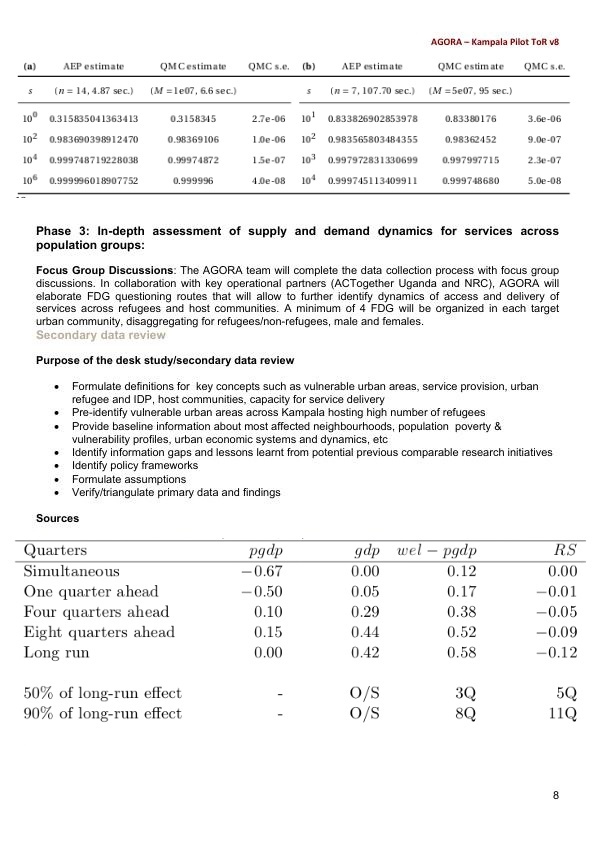 AGORA – Kampala Pilot ToR v8
(a) AEP estimate QMC estimate QMC s.e. (b) AEP estimate QMC estimate QMC s.e.
s (n = 14, 4.87 sec.) (M = 1e07, 6.6 sec.) s (n = 7, 107.70 sec.) (M = 5e07, 95 sec.)
10^0 0.315835041363413 0.3158345 2.7e-06 10^1 0.833826902853978 0.83380176 3.6e-06
10^2 0.983690398912470 0.98369106 1.0e-06 10^2 0.983565803484355 0.98362452 9.0e-07
10^4 0.999748719228038 0.99974872 1.5e-07 10^3 0.997972831330699 0.997997715 2.3e-07
10^6 0.999996018907752 0.999996 4.0e-08 10^4 0.999745113409911 0.999748680 5.0e-08
Phase 3: In-depth assessment of supply and demand dynamics for services across
population groups:
Focus Group Discussions: The AGORA team will complete the data collection process with focus group
discussions. In collaboration with key operational partners (ACTogether Uganda and NRC), AGORA will
elaborate FDG questioning routes that will allow to further identify dynamics of access and delivery of
services across refugees and host communities. A minimum of 4 FDG will be organized in each target
urban community, disaggregating for refugees/non-refugees, male and females.
Secondary data review
Purpose of the desk study/secondary data review
• Formulate definitions for key concepts such as vulnerable urban areas, service provision, urban
refugee and IDP, host communities, capacity for service delivery
• Pre-identify vulnerable urban areas across Kampala hosting high number of refugees
• Provide baseline information about most affected neighbourhoods, population poverty &
vulnerability profiles, urban economic systems and dynamics, etc
• Identify information gaps and lessons learnt from potential previous comparable research initiatives
• Identify policy frameworks
• Formulate assumptions
• Verify/triangulate primary data and findings
Sources
Quarters pgdp gdp wel − pgdp RS
Simultaneous −0.67 0.00 0.12 0.00
One quarter ahead −0.50 0.05 0.17 −0.01
Four quarters ahead 0.10 0.29 0.38 −0.05
Eight quarters ahead 0.15 0.44 0.52 −0.09
Long run 0.00 0.42 0.58 −0.12
50% of long-run effect - O/S 3Q 5Q
90% of long-run effect - O/S 8Q 11Q
8